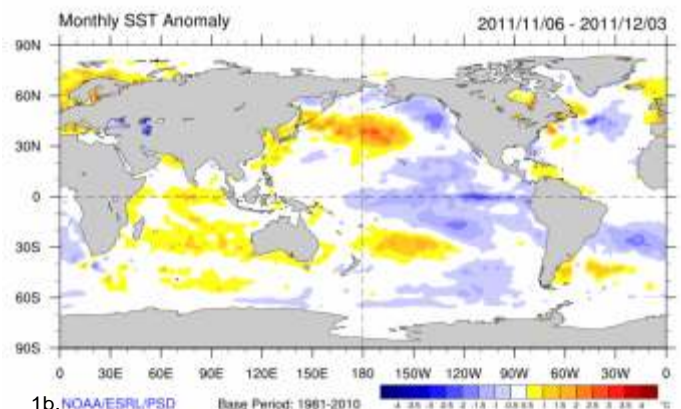 Monthly SST Anomaly 2011/11/06 - 2011/12/03
90N
60N
30N
0
30S
60S
90S
0 30E 60E 90E 120E 150E 180 150W 120W 90W 60W 30W 0
1b. NOAA/ESRL/PSD Base Period: 1981-2010